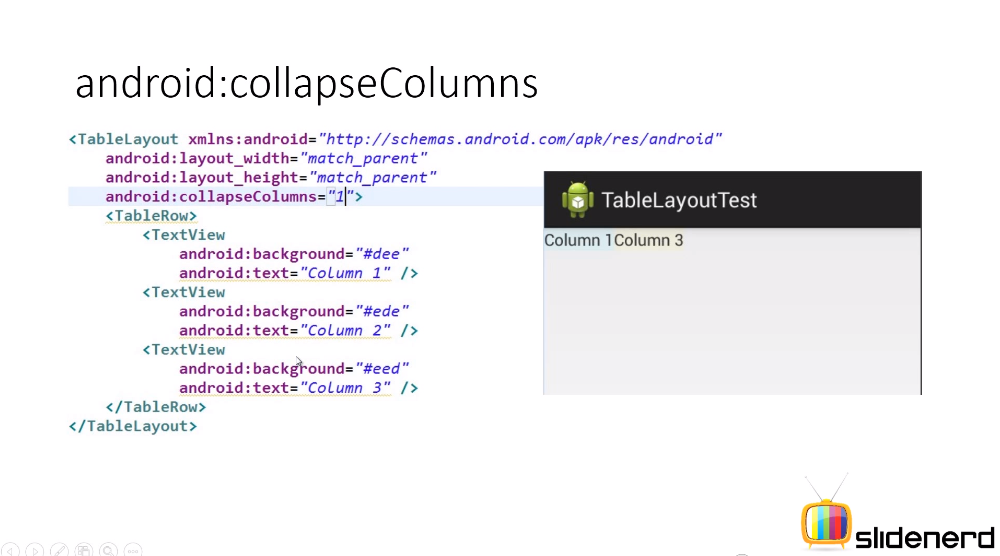 android:collapseColumns
<TableLayout xmlns:android="http://schemas.android.com/apk/res/android"
android:layout_width="match_parent"
android:layout_height="match_parent"
android:collapseColumns="1">
<TableRow>
<TextView
android:background="#dee"
android:text="Column 1" />
<TextView
android:background="#ede"
android:text="Column 2" />
<TextView
android:background="#eed"
android:text="Column 3" />
</TableRow>
</TableLayout>
TableLayoutTest
Column 1Column 3
slidenerd